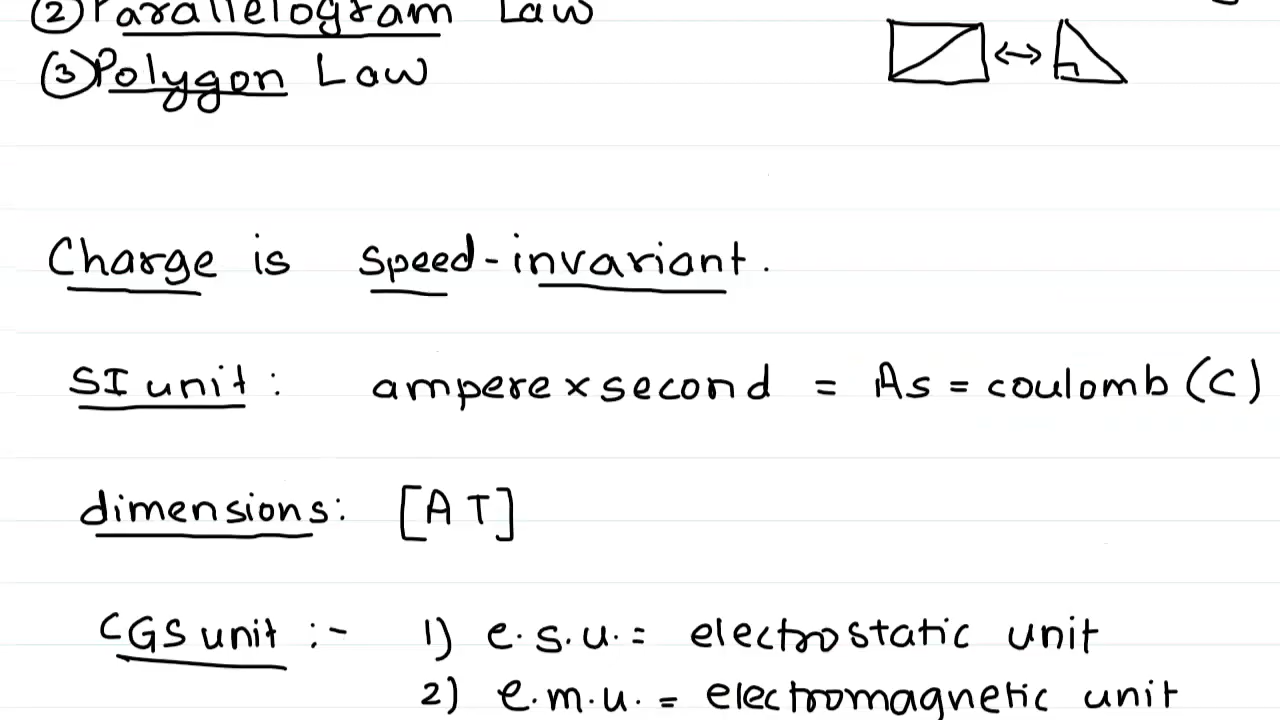 ② Parallelogram Law
③ Polygon Law
Charge is speed-invariant.
SI unit: ampere × second = As = coulomb (C)
dimensions: [A T]
CGS unit :- 1) e.s.u. = electrostatic unit
2) e.m.u. = electromagnetic unit